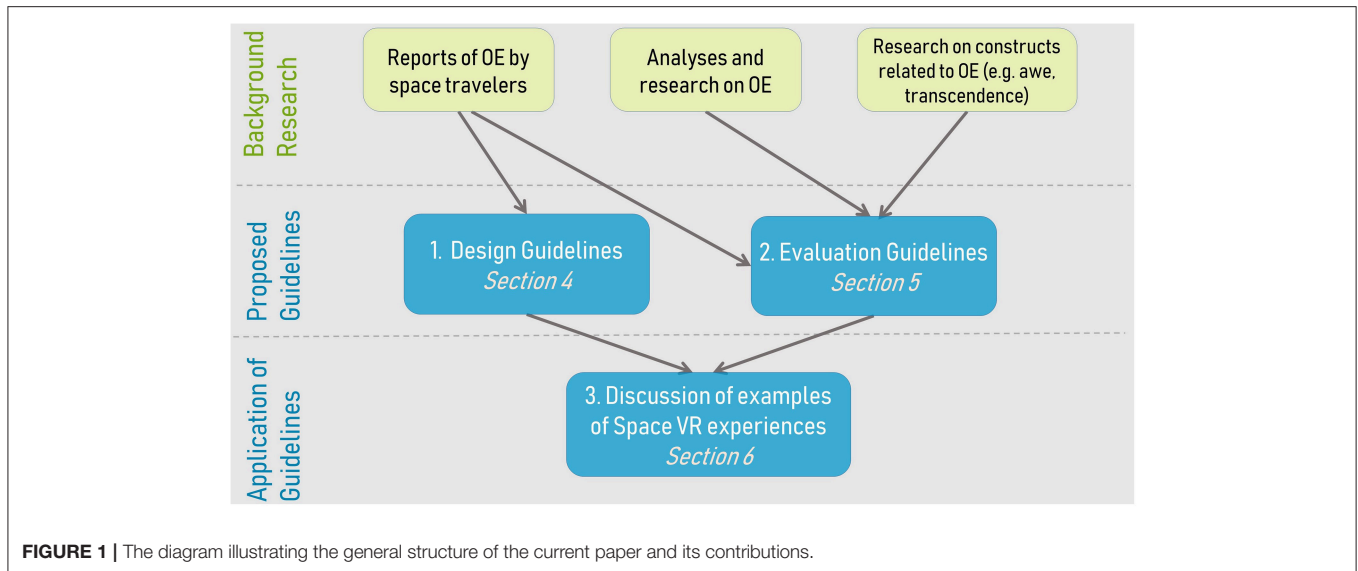 Background
Research
Reports of OE by
space travelers
Analyses and
research on OE
Research on constructs
related to OE (e.g. awe,
transcendence)
Proposed
Guidelines
1. Design Guidelines
Section 4
2. Evaluation Guidelines
Section 5
Application of
Guidelines
3. Discussion of examples
of Space VR experiences
Section 6
FIGURE 1 | The diagram illustrating the general structure of the current paper and its contributions.